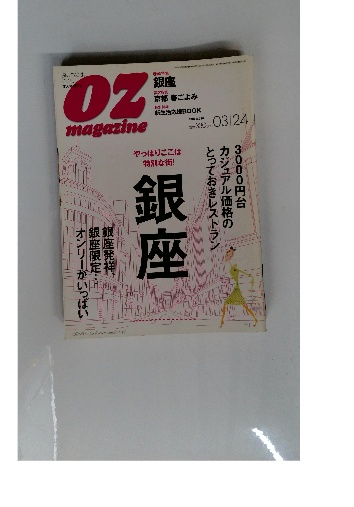 OZ
magazine
銀座
京都 春ごよみ
03|24
やっぱりここは
特別な街!
銀座
3000円台
カジュアル価格の
とっておきレストラン
銀座発祥、
銀座限定…
オンリーがいっぱい